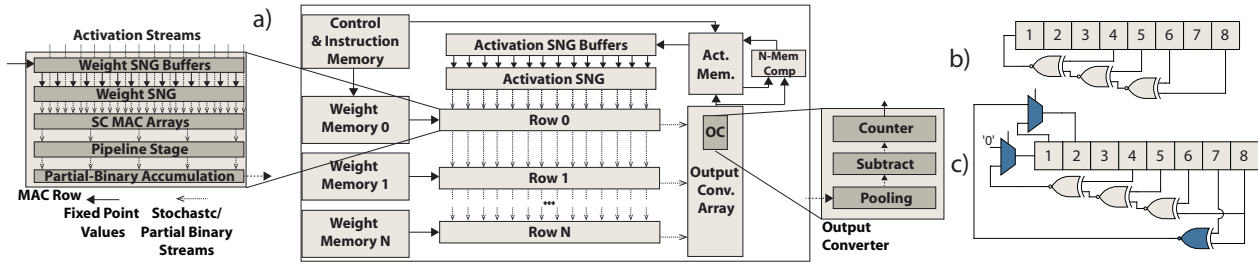 a)
Activation Streams
Weight SNG Buffers
Weight SNG
SC MAC Arrays
Pipeline Stage
Partial-Binary Accumulation
MAC Row
Fixed Point
Values
Stochastc/
Partial Binary
Streams
Control
& Instruction
Memory
Weight
Memory 0
Weight
Memory 1
Weight
Memory N
Activation SNG Buffers
Activation SNG
Row 0
Row 1
...
Row N
Act.
Mem.
N-Mem
Comp
OC
Output
Conv.
Array
Counter
Subtract
Pooling
Output
Converter
b)
1 2 3 4 5 6 7 8
c)
'0'
1 2 3 4 5 6 7 8